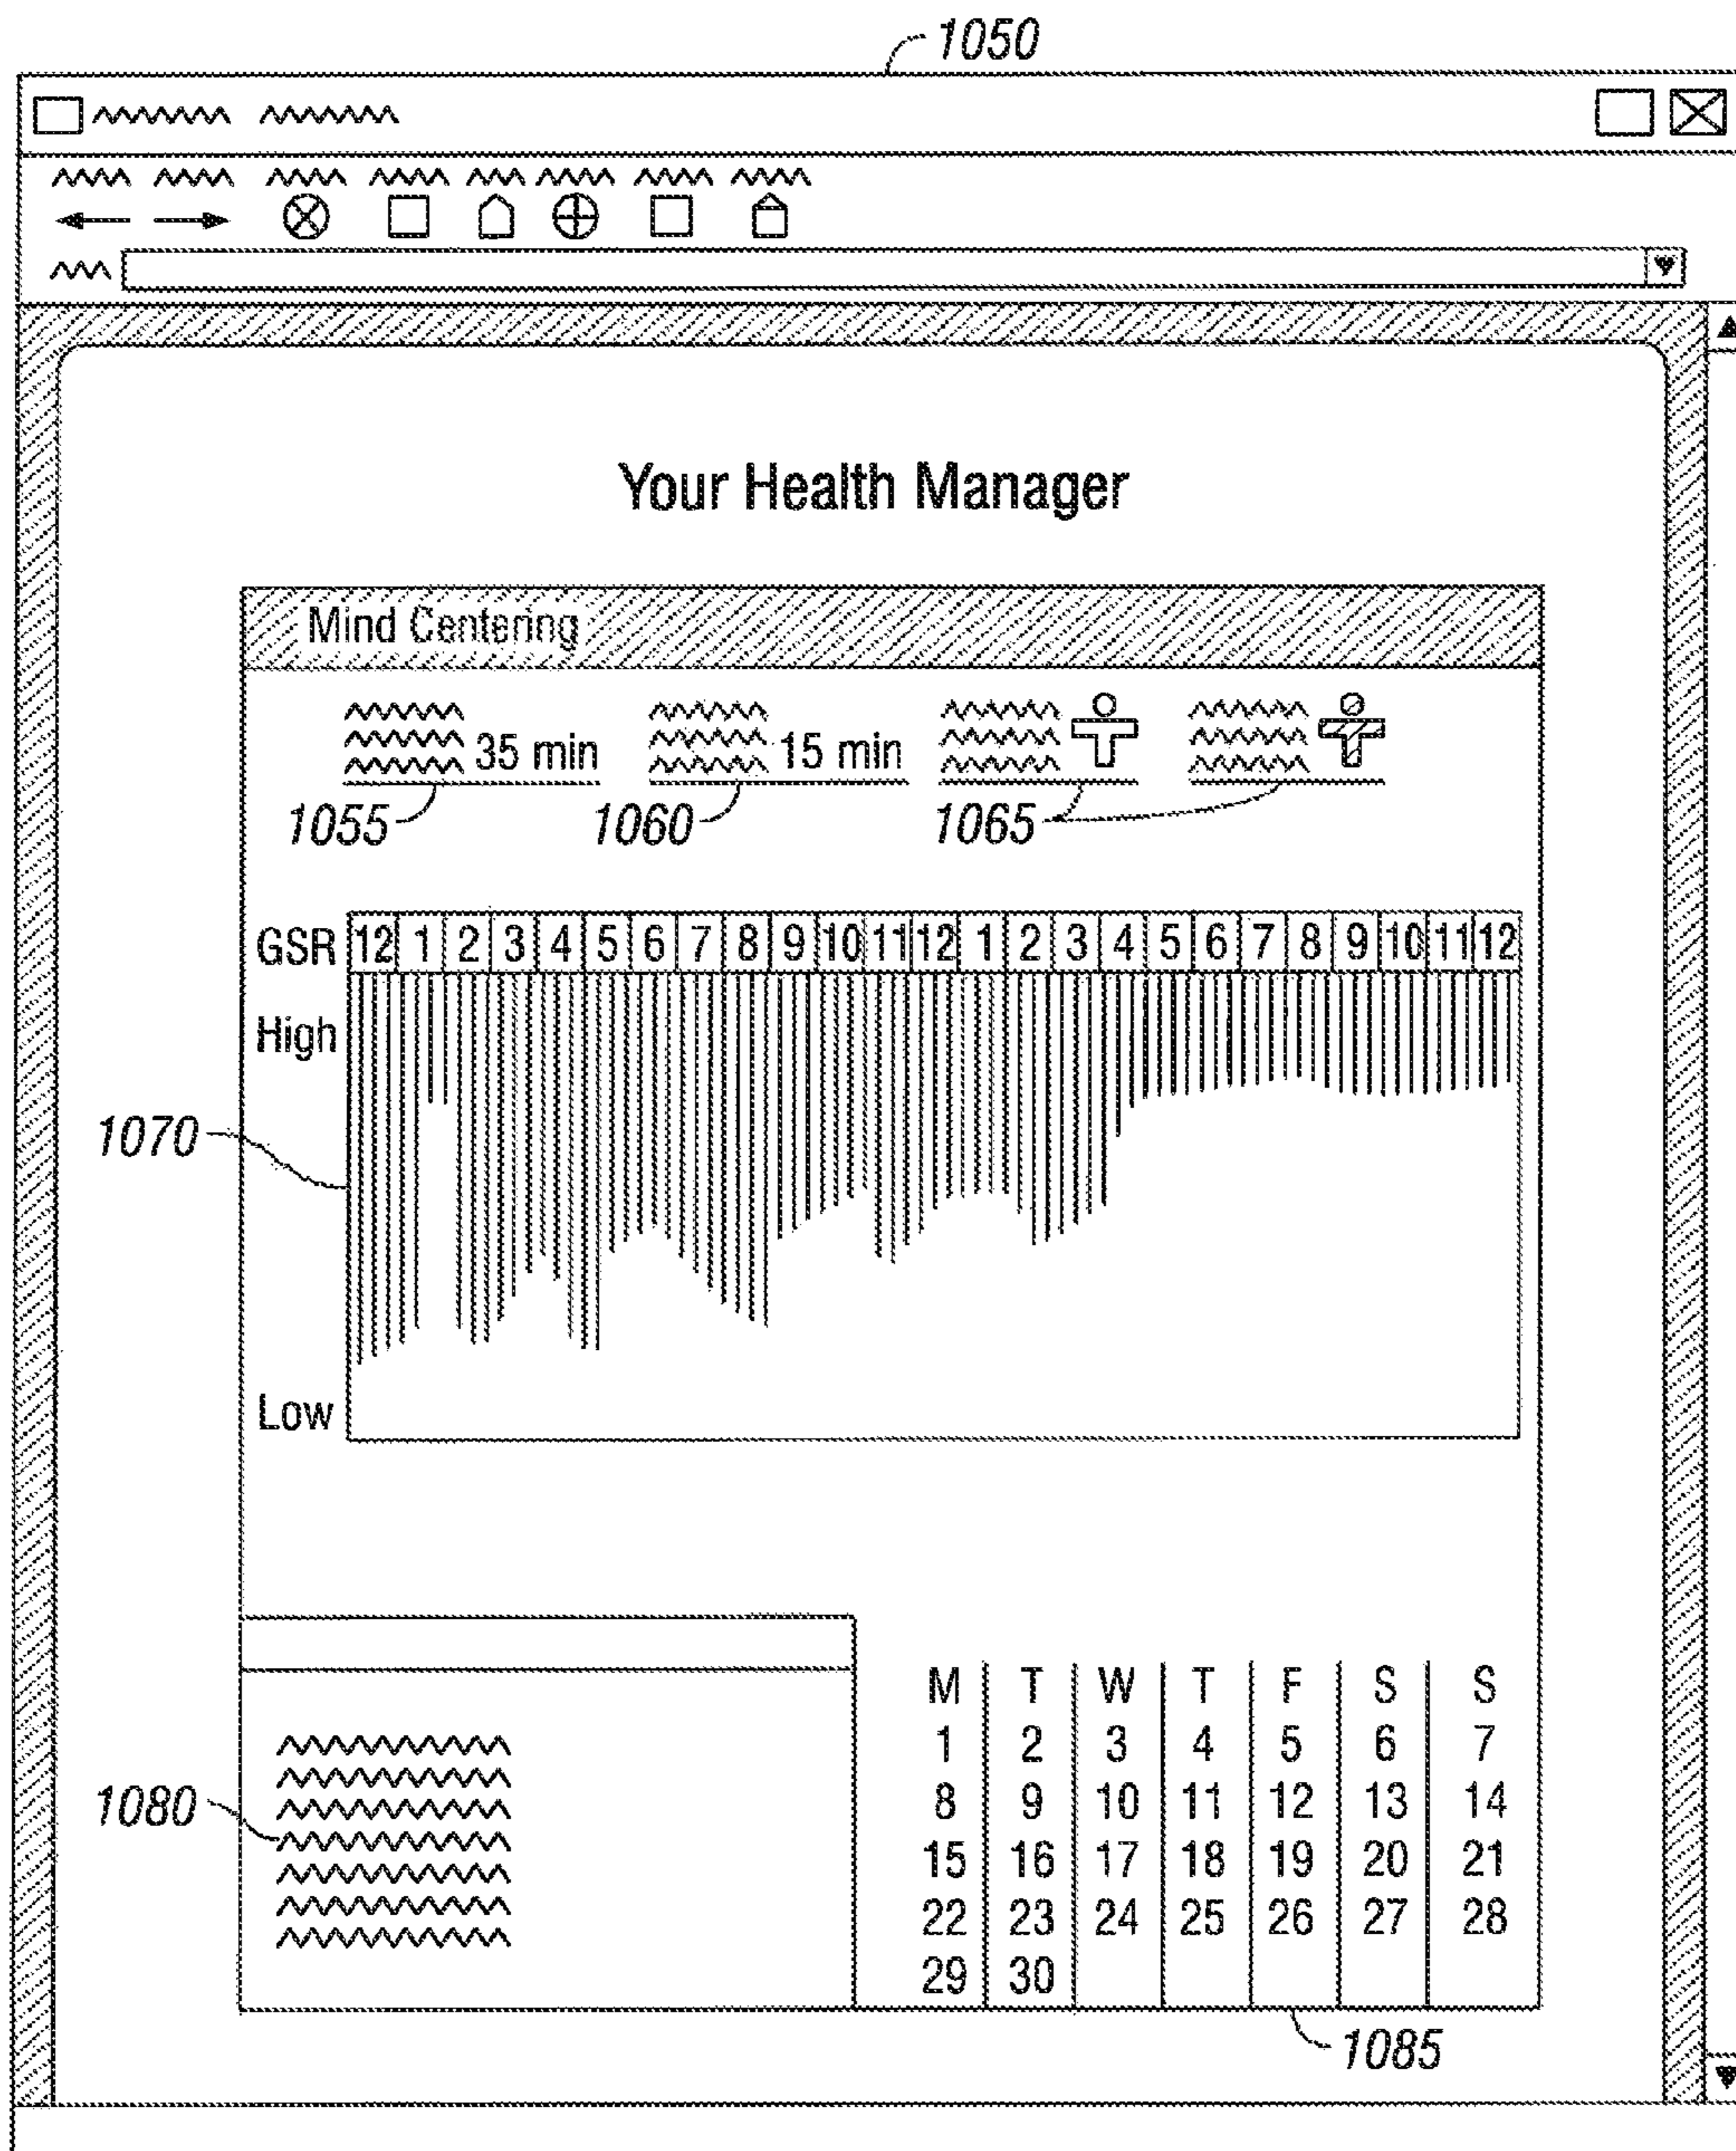 1050
Your Health Manager
Mind Centering
35 min 15 min
1055 1060 1065
GSR 12 1 2 3 4 5 6 7 8 9 10 11 12 1 2 3 4 5 6 7 8 9 10 11 12
High
1070
Low
M T W T F S S
1 2 3 4 5 6 7
1080 8 9 10 11 12 13 14
15 16 17 18 19 20 21
22 23 24 25 26 27 28
29 30
1085